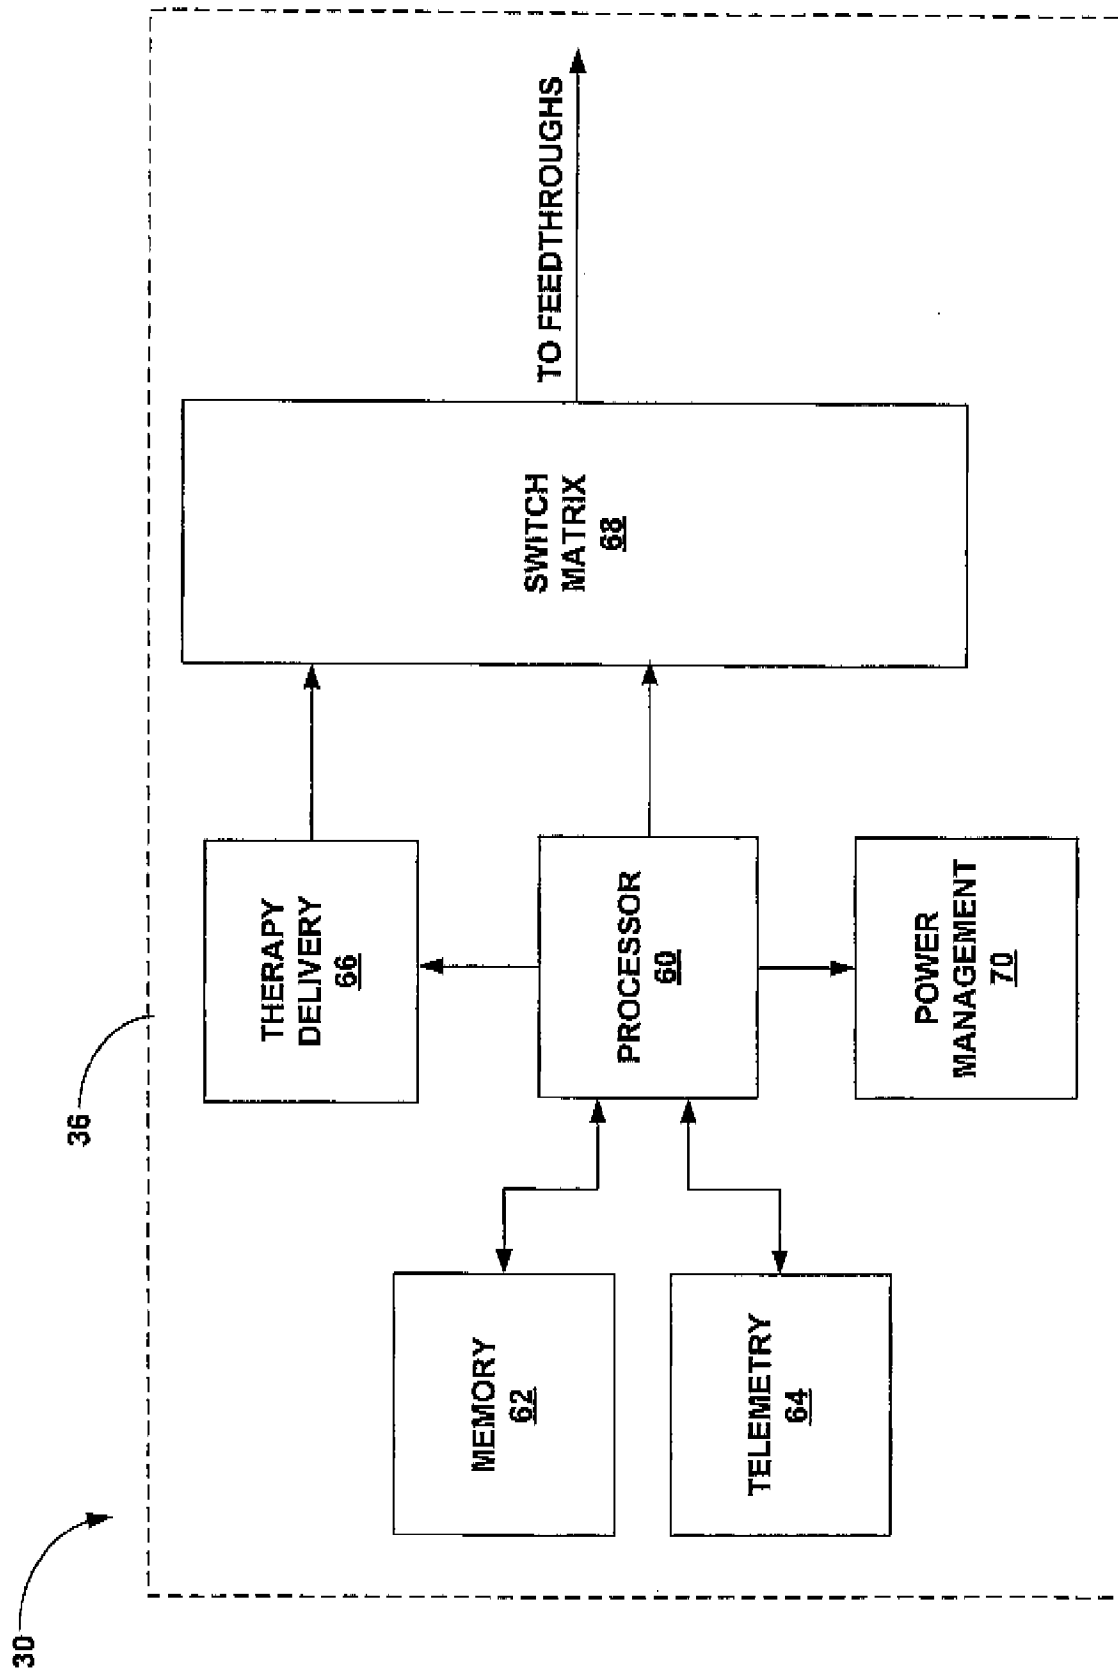 30
36
MEMORY
62
TELEMETRY
64
THERAPY
DELIVERY
66
PROCESSOR
60
POWER
MANAGEMENT
70
SWITCH
MATRIX
68
TO FEEDTHROUGHS